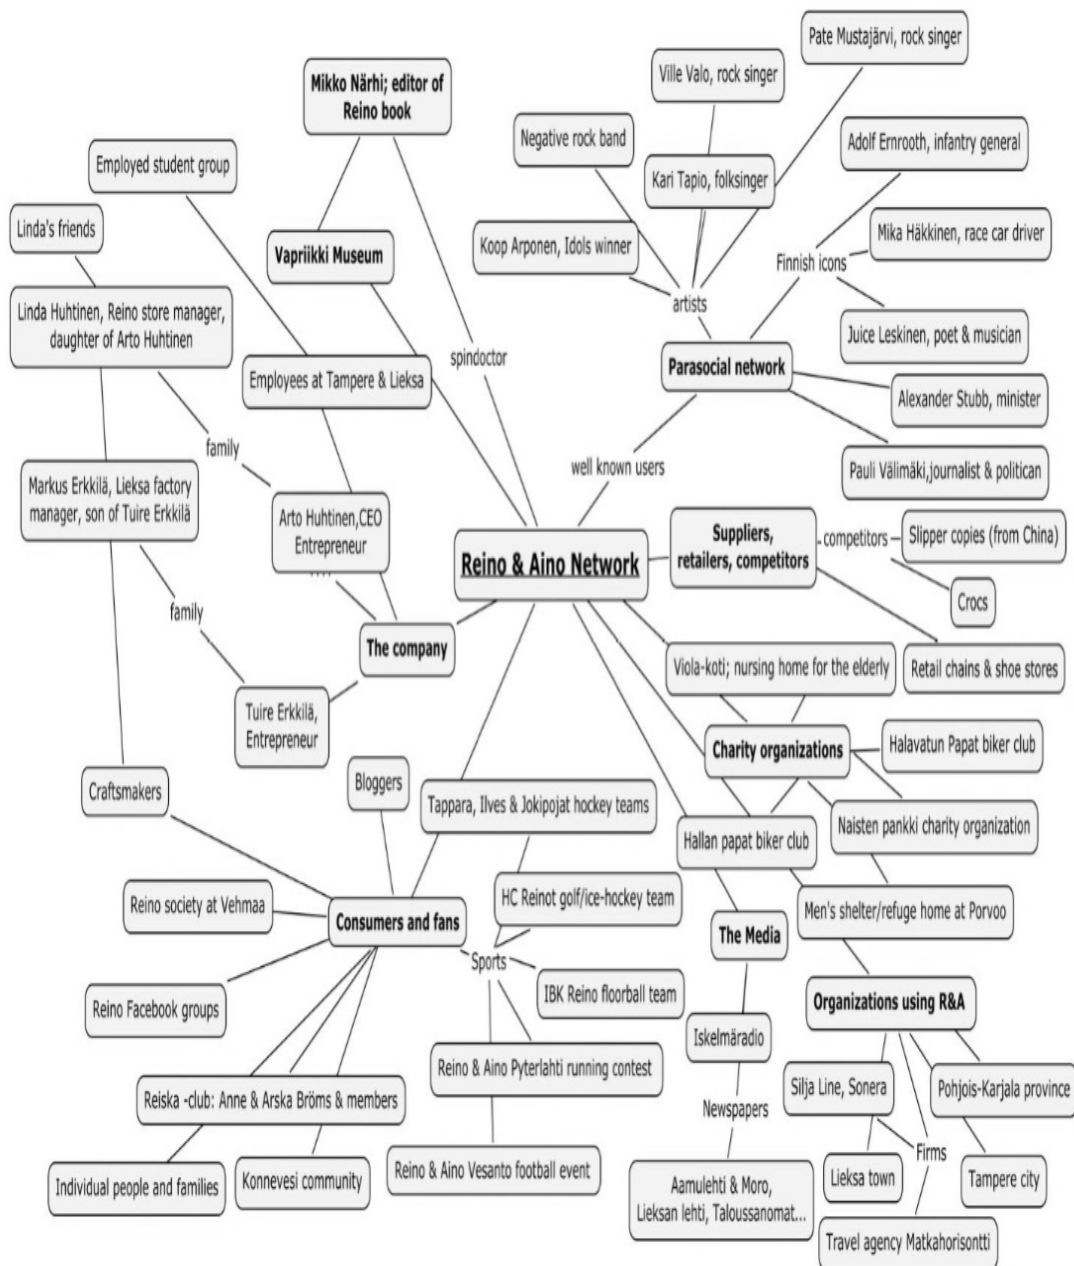 Pate Mustajärvi, rock singer
Ville Valo, rock singer
Mikko Närhi; editor of
Reino book
Negative rock band
Adolf Ernrooth, infantry general
Employed student group
Kari Tapio, folksinger
Linda's friends
Vapriikki Museum
Koop Arponen, Idols winner
Mika Häkkinen, race car driver
Finnish icons
artists
Linda Huhtinen, Reino store manager,
daughter of Arto Huhtinen
Juice Leskinen, poet & musician
spindoctor
Employees at Tampere & Lieksa
Parasocial network
Alexander Stubb, minister
family
well known users
Pauli Välimäki,journalist & politican
Markus Erkkilä, Lieksa factory
manager, son of Tuire Erkkilä
Arto Huhtinen,CEO
Entrepreneur
Reino & Aino Network
Suppliers,
retailers, competitors
competitors
Slipper copies (from China)
Crocs
family
The company
Viola-koti; nursing home for the elderly
Retail chains & shoe stores
Tuire Erkkilä,
Entrepreneur
Charity organizations
Halavatun Papat biker club
Craftsmakers
Bloggers
Tappara, Ilves & Jokipojat hockey teams
Naisten pankki charity organization
Hallan papat biker club
Reino society at Vehmaa
Consumers and fans
HC Reinot golf/ice-hockey team
Men's shelter/refuge home at Porvoo
The Media
Sports
IBK Reino floorball team
Organizations using R&A
Reino Facebook groups
Iskelmäradio
Reino & Aino Pyterlahti running contest
Silja Line, Sonera
Pohjois-Karjala province
Reiska -club: Anne & Arska Bröms & members
Newspapers
Firms
Individual people and families
Konnevesi community
Reino & Aino Vesanto football event
Aamulehti & Moro,
Lieksan lehti, Taloussanomat...
Lieksa town
Tampere city
Travel agency Matkahorisontti